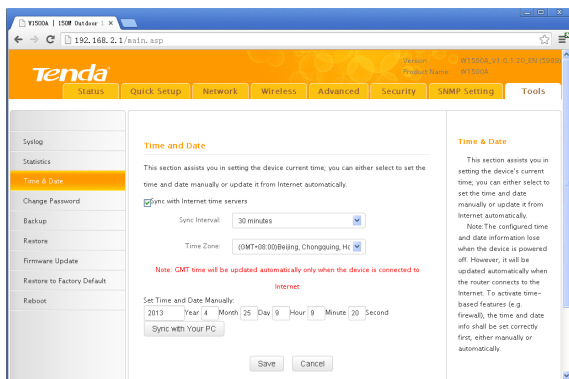 W1500A | 150M Outdoor
192.168.2.1/main.asp
Tenda
Version W1500A_V1.0.1.20_EN
Product Name W1500A
Status Quick Setup Network Wireless Advanced Security SNMP Setting Tools
Syslog
Statistics
Time & Date
Change Password
Backup
Restore
Firmware Update
Restore to Factory Default
Reboot
Time and Date
This section assists you in setting the device current time; you can either select to set the
time and date manually or update it from Internet automatically.
Sync with Internet time servers
Sync Interval: 30 minutes
Time Zone: (GMT+08:00)Beijing, Chongquing, Hc
Note: GMT time will be updated automatically only when the device is connected to
Internet.
Set Time and Date Manually:
2013 Year 4 Month 25 Day 9 Hour 9 Minute 20 Second
Sync with Your PC
Save Cancel
Time & Date
This section assists you in
setting the device's current
time; you can either select to
set the time and date
manually or update it from
Internet automatically.
Note:The configured time
and date information lose
when the device is powered
off. However, it will be
updated automatically when
the router connects to the
Internet. To activate time-
based features (e.g.
firewall), the time and date
info shall be set correctly
first, either manually or
automatically.